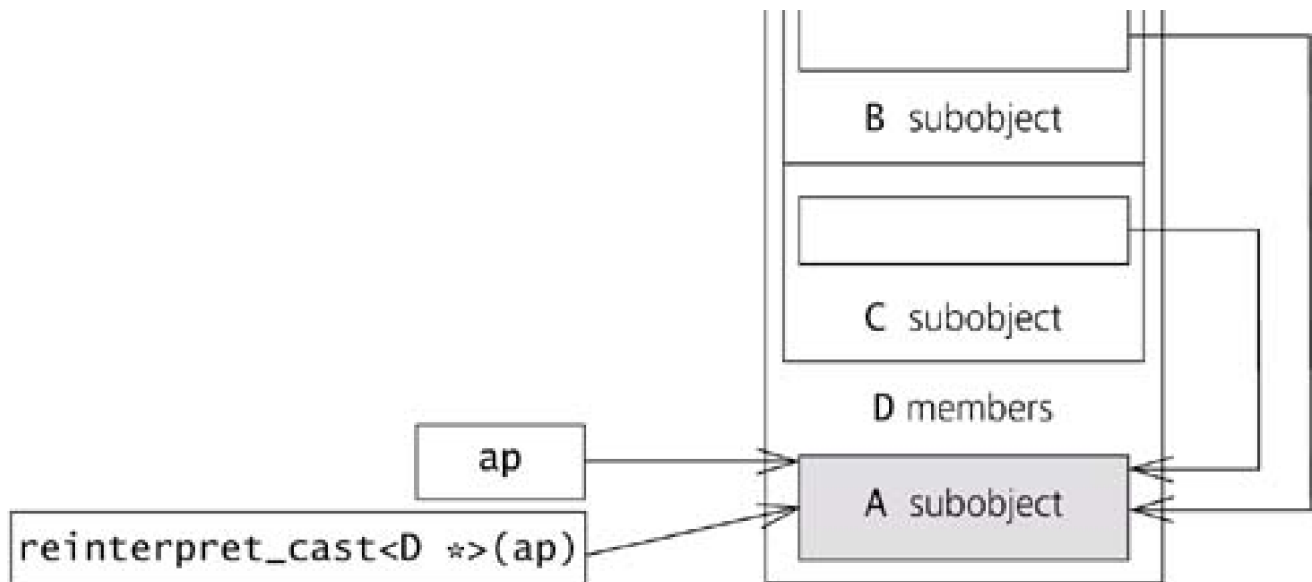 B subobject
C subobject
D members
ap
A subobject
reinterpret_cast<D *>(ap)